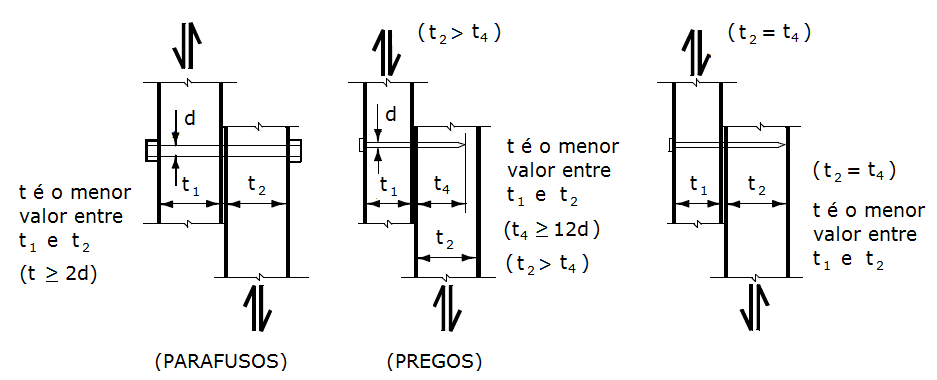 (t₂ > t₄)
(t₂ = t₄)
d
d
t é o menor
valor entre
t₁ e t₂
(t ≥ 2d)
t₁
t₂
t₁
t₄
t₂
t é o menor
valor entre
t₁ e t₂
(t₄ ≥ 12d)
(t₂ > t₄)
t₁
t₂
(t₂ = t₄)
t é o menor
valor entre
t₁ e t₂
(PARAFUSOS)
(PREGOS)